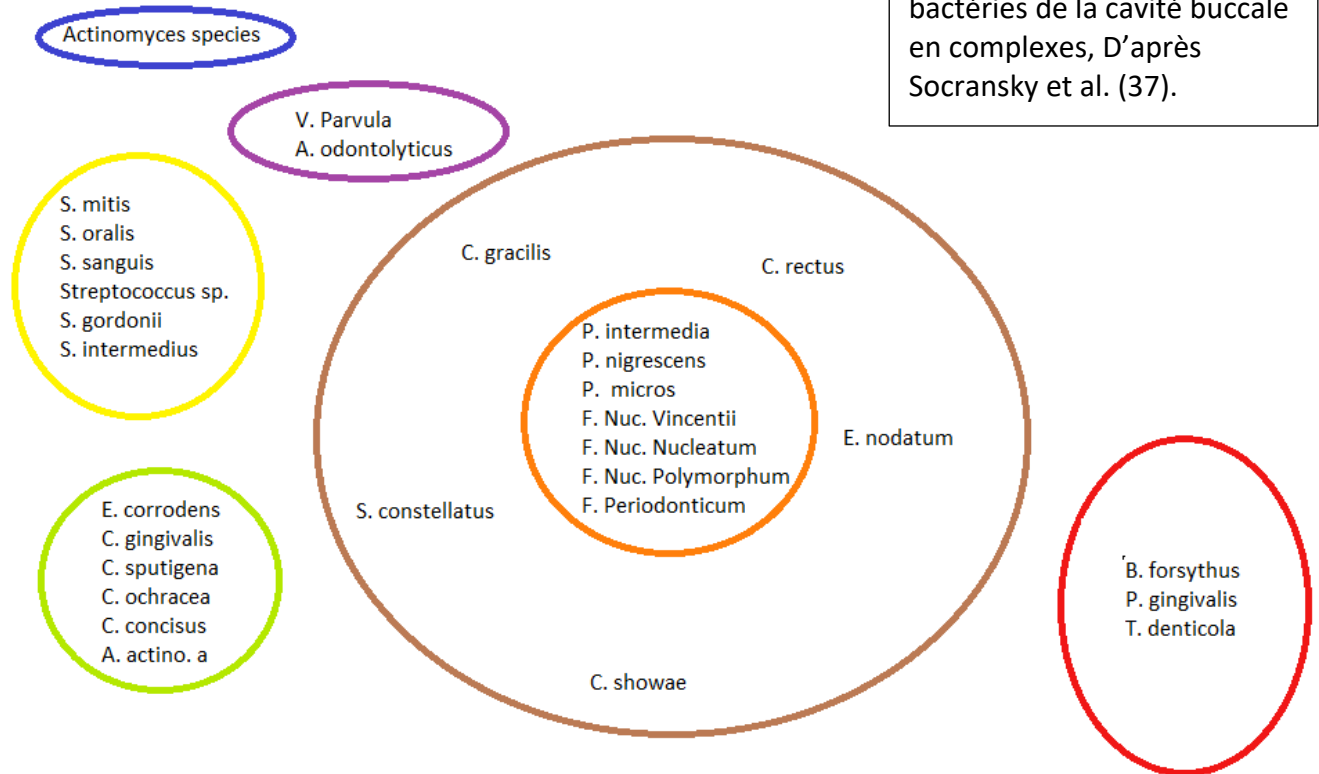 bactéries de la cavité buccale
en complexes, D’après
Socransky et al. (37).
Actinomyces species
V. Parvula
A. odontolyticus
S. mitis
S. oralis
S. sanguis
Streptococcus sp.
S. gordonii
S. intermedius
C. gracilis
C. rectus
P. intermedia
P. nigrescens
P. micros
F. Nuc. Vincentii
F. Nuc. Nucleatum
F. Nuc. Polymorphum
F. Periodonticum
E. nodatum
S. constellatus
C. showae
E. corrodens
C. gingivalis
C. sputigena
C. ochracea
C. concisus
A. actino. a
B. forsythus
P. gingivalis
T. denticola